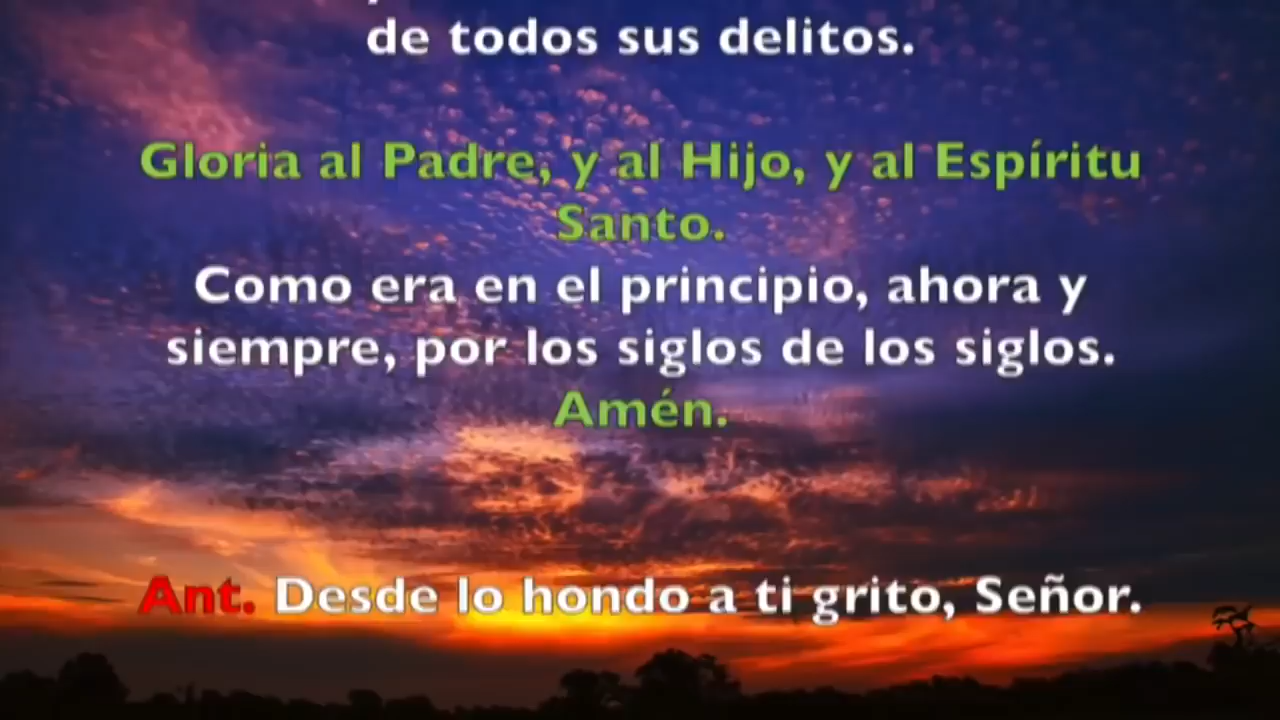 de todos sus delitos.
Gloria al Padre, y al Hijo, y al Espíritu
Santo.
Como era en el principio, ahora y
siempre, por los siglos de los siglos.
Amén.
Ant. Desde lo hondo a ti grito, Señor.